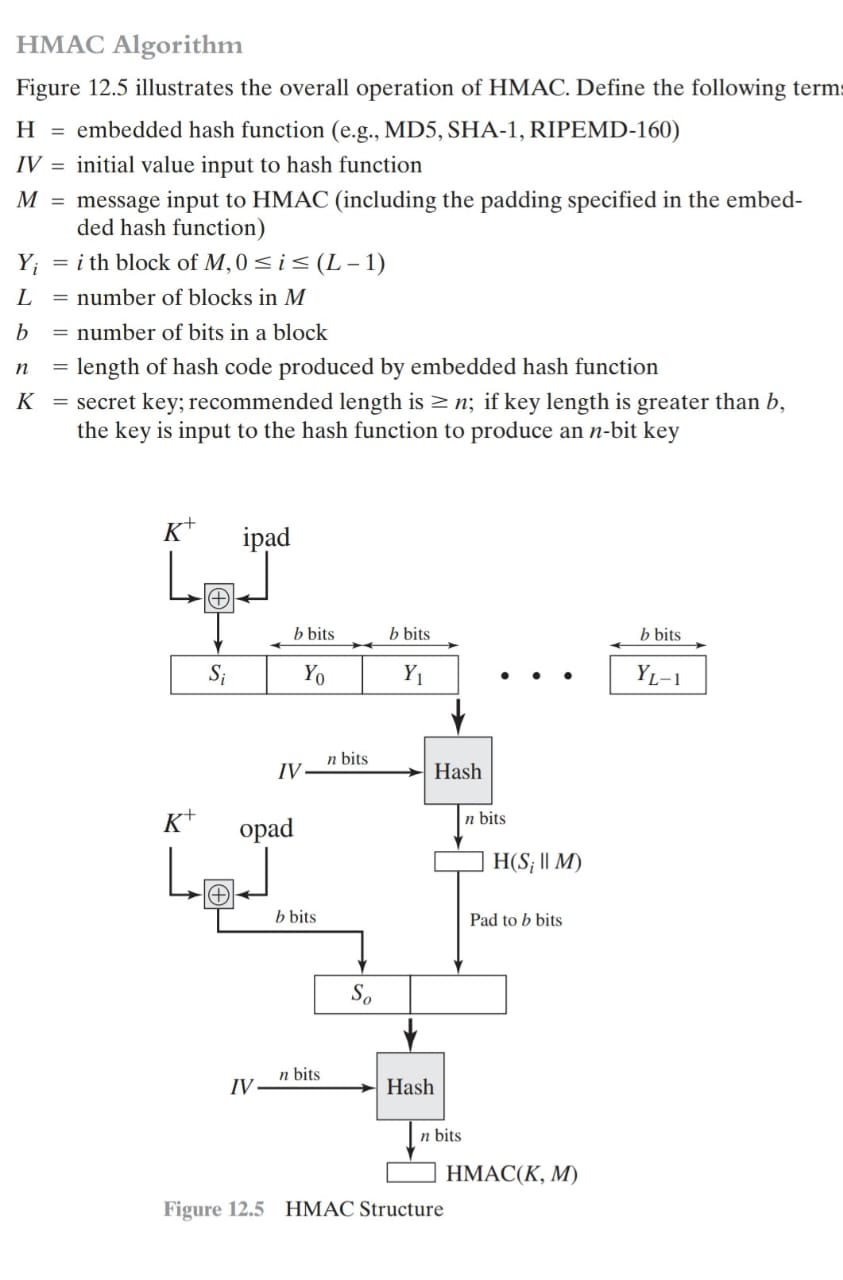 HMAC Algorithm
Figure 12.5 illustrates the overall operation of HMAC. Define the following terms
H = embedded hash function (e.g., MD5, SHA-1, RIPEMD-160)
IV = initial value input to hash function
M = message input to HMAC (including the padding specified in the embed-
ded hash function)
Yᵢ = i th block of M, 0 ≤ i ≤ (L – 1)
L = number of blocks in M
b = number of bits in a block
n = length of hash code produced by embedded hash function
K = secret key; recommended length is ≥ n; if key length is greater than b,
the key is input to the hash function to produce an n-bit key
K⁺ ipad
⊕
b bits b bits b bits
Sᵢ Y₀ Y₁ • • • Y_{L–1}
IV n bits Hash
n bits
K⁺ opad
H(Sᵢ || M)
⊕
b bits Pad to b bits
Sₒ
IV n bits Hash
n bits
HMAC(K, M)
Figure 12.5 HMAC Structure